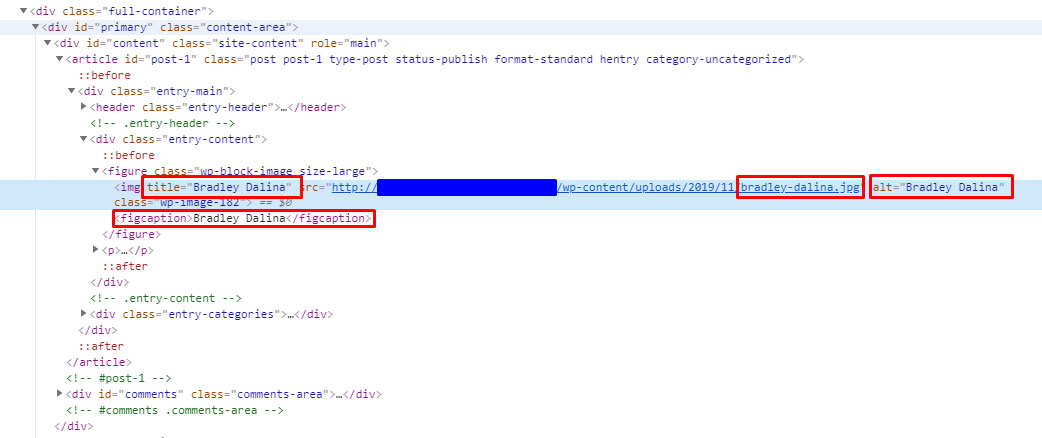 ▼<div class="full-container">
▼<div id="primary" class="content-area">
▼<div id="content" class="site-content" role="main">
▼<article id="post-1" class="post post-1 type-post status-publish format-standard hentry category-uncategorized">
::before
▼<div class="entry-main">
▶<header class="entry-header">…</header>
<!-- .entry-header -->
▼<div class="entry-content">
::before
▼<figure class="wp-block-image size-large">
<img title="Bradley Dalina" src="http:// /wp-content/uploads/2019/11/bradley-dalina.jpg" alt="Bradley Dalina"
class="wp-image-182"> == $0
<figcaption>Bradley Dalina</figcaption>
</figure>
▶<p>…</p>
::after
</div>
<!-- .entry-content -->
▶<div class="entry-categories">…</div>
</div>
::after
</article>
<!-- #post-1 -->
▶<div id="comments" class="comments-area">…</div>
<!-- #comments .comments-area -->
</div>